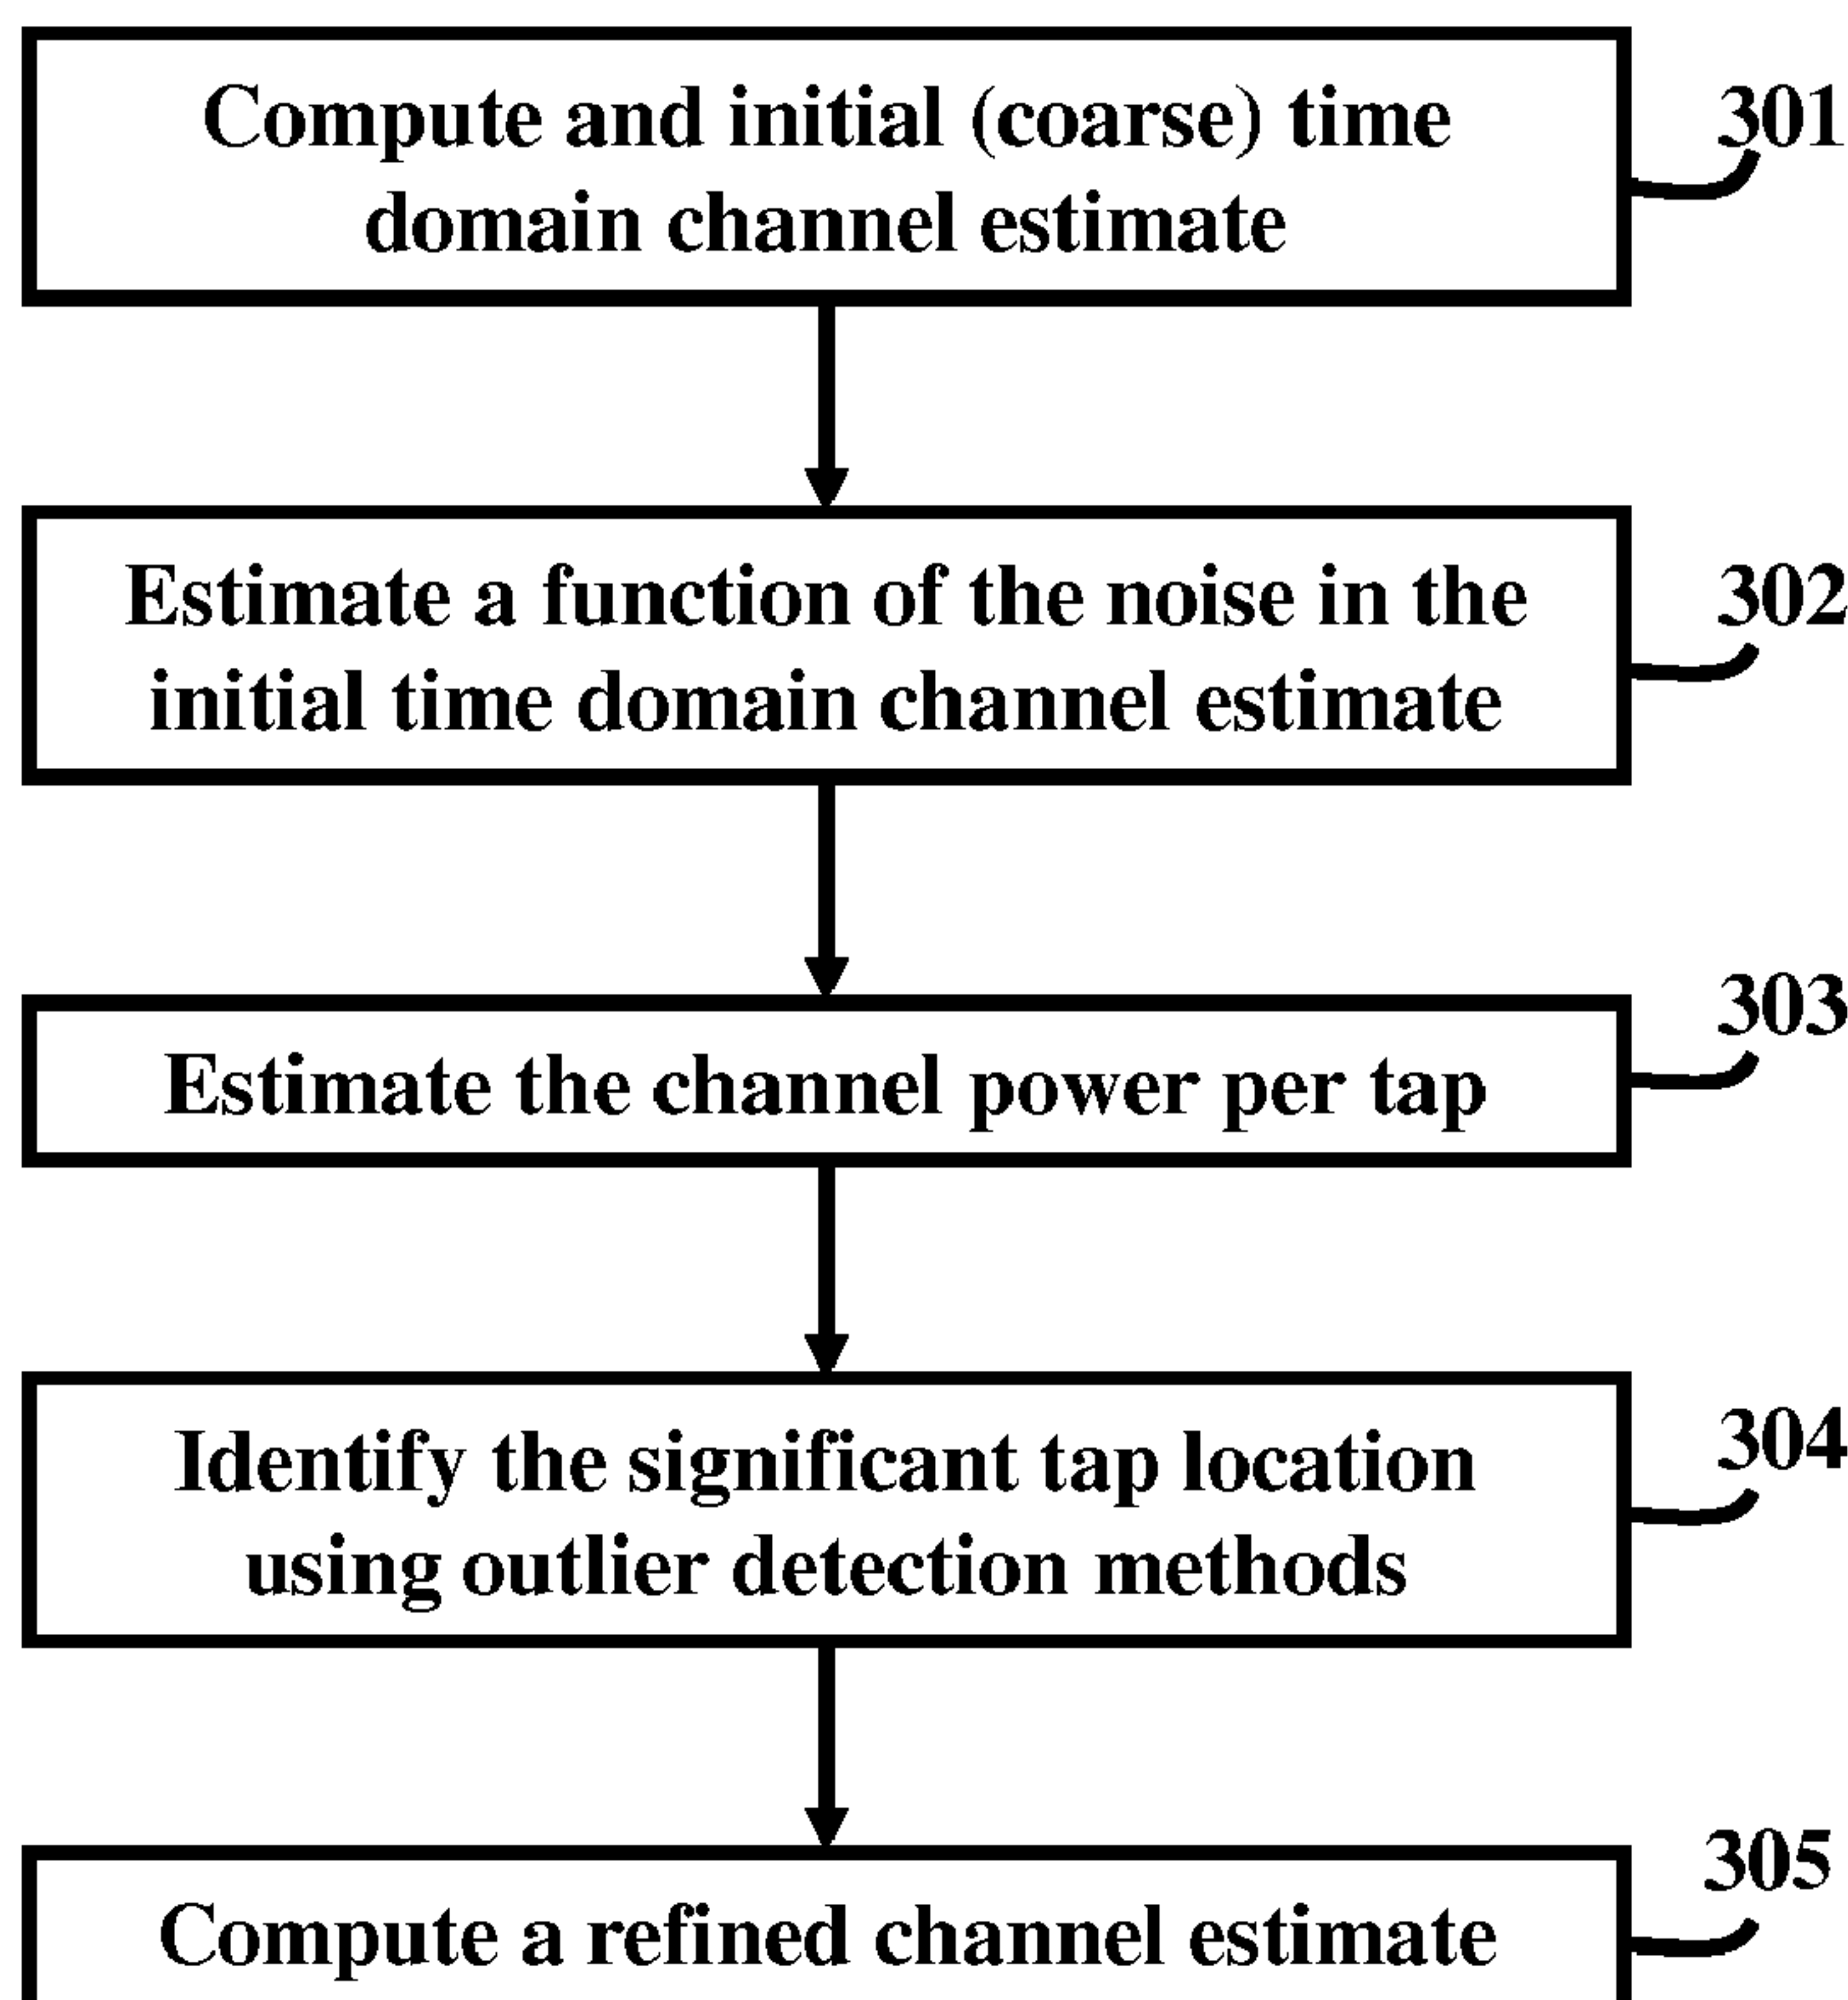 Compute and initial (coarse) time
domain channel estimate
301
Estimate a function of the noise in the
initial time domain channel estimate
302
Estimate the channel power per tap
303
Identify the significant tap location
using outlier detection methods
304
Compute a refined channel estimate
305